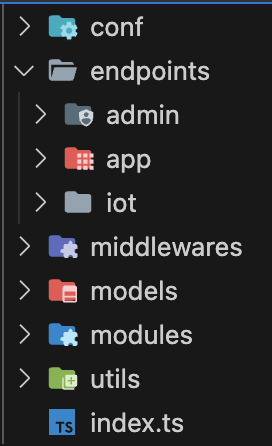 conf
endpoints
admin
app
iot
middlewares
models
modules
utils
TS index.ts